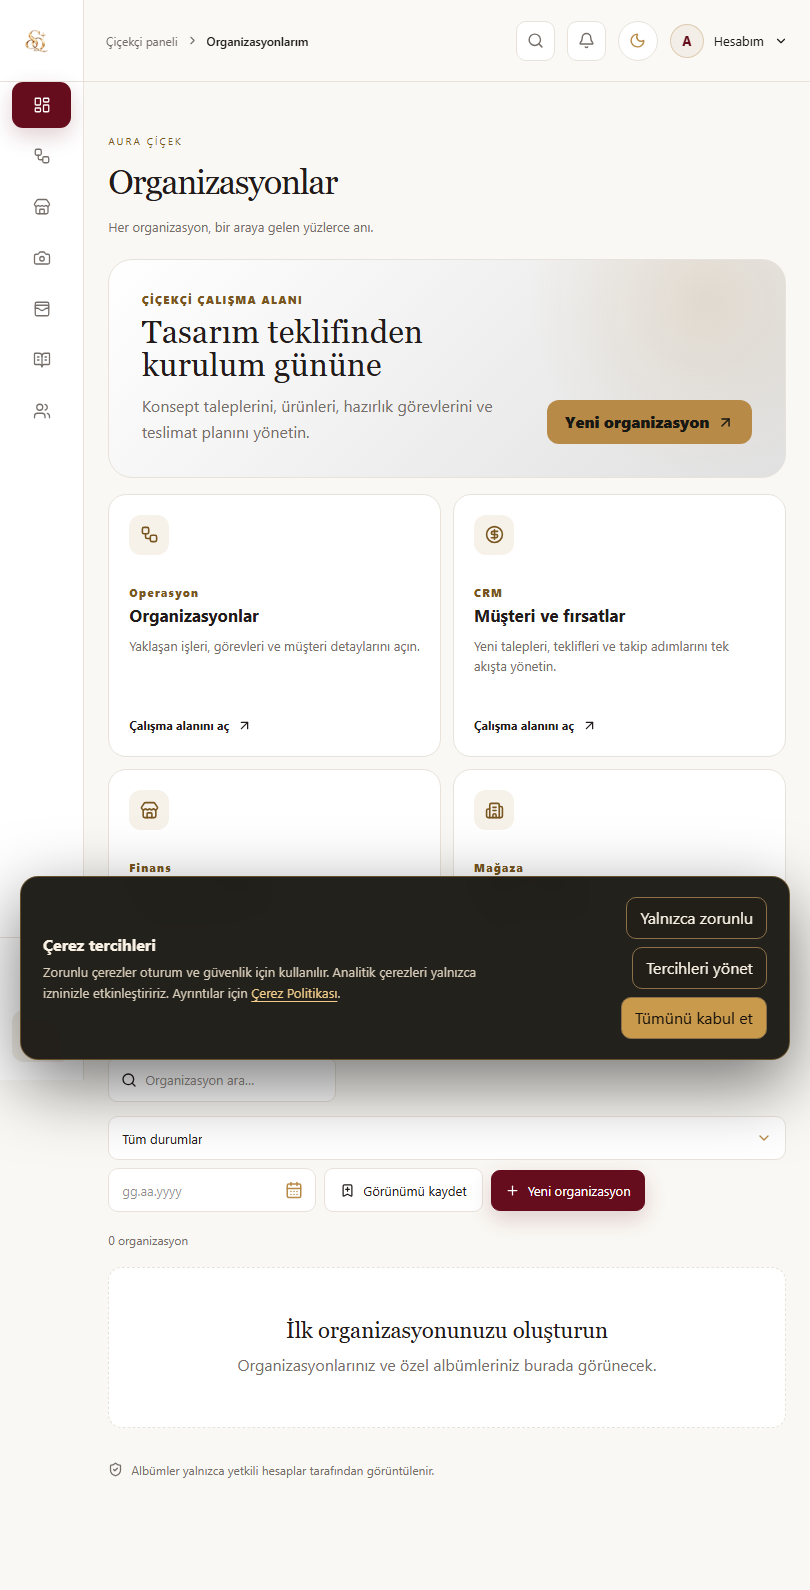 Çiçekçi paneli > Organizasyonlarım
A Hesabım
AURA ÇİÇEK
Organizasyonlar
Her organizasyon, bir araya gelen yüzlerce anı.
ÇİÇEKÇİ ÇALIŞMA ALANI
Tasarım teklifinden
kurulum gününe
Konsept taleplerini, ürünleri, hazırlık görevlerini ve
teslimat planını yönetin.
Yeni organizasyon
Operasyon
Organizasyonlar
Yaklaşan işleri, görevleri ve müşteri detaylarını açın.
Çalışma alanını aç
CRM
Müşteri ve fırsatlar
Yeni talepleri, teklifleri ve takip adımlarını tek
akışta yönetin.
Çalışma alanını aç
Finans
Mağaza
Çerez tercihleri
Zorunlu çerezler oturum ve güvenlik için kullanılır. Analitik çerezleri yalnızca
izninizle etkinleştiririz. Ayrıntılar için Çerez Politikası.
Yalnızca zorunlu
Tercihleri yönet
Tümünü kabul et
Organizasyon ara...
Tüm durumlar
gg.aa.yyyy
Görünümü kaydet
Yeni organizasyon
0 organizasyon
İlk organizasyonunuzu oluşturun
Organizasyonlarınız ve özel albümleriniz burada görünecek.
Albümler yalnızca yetkili hesaplar tarafından görüntülenir.